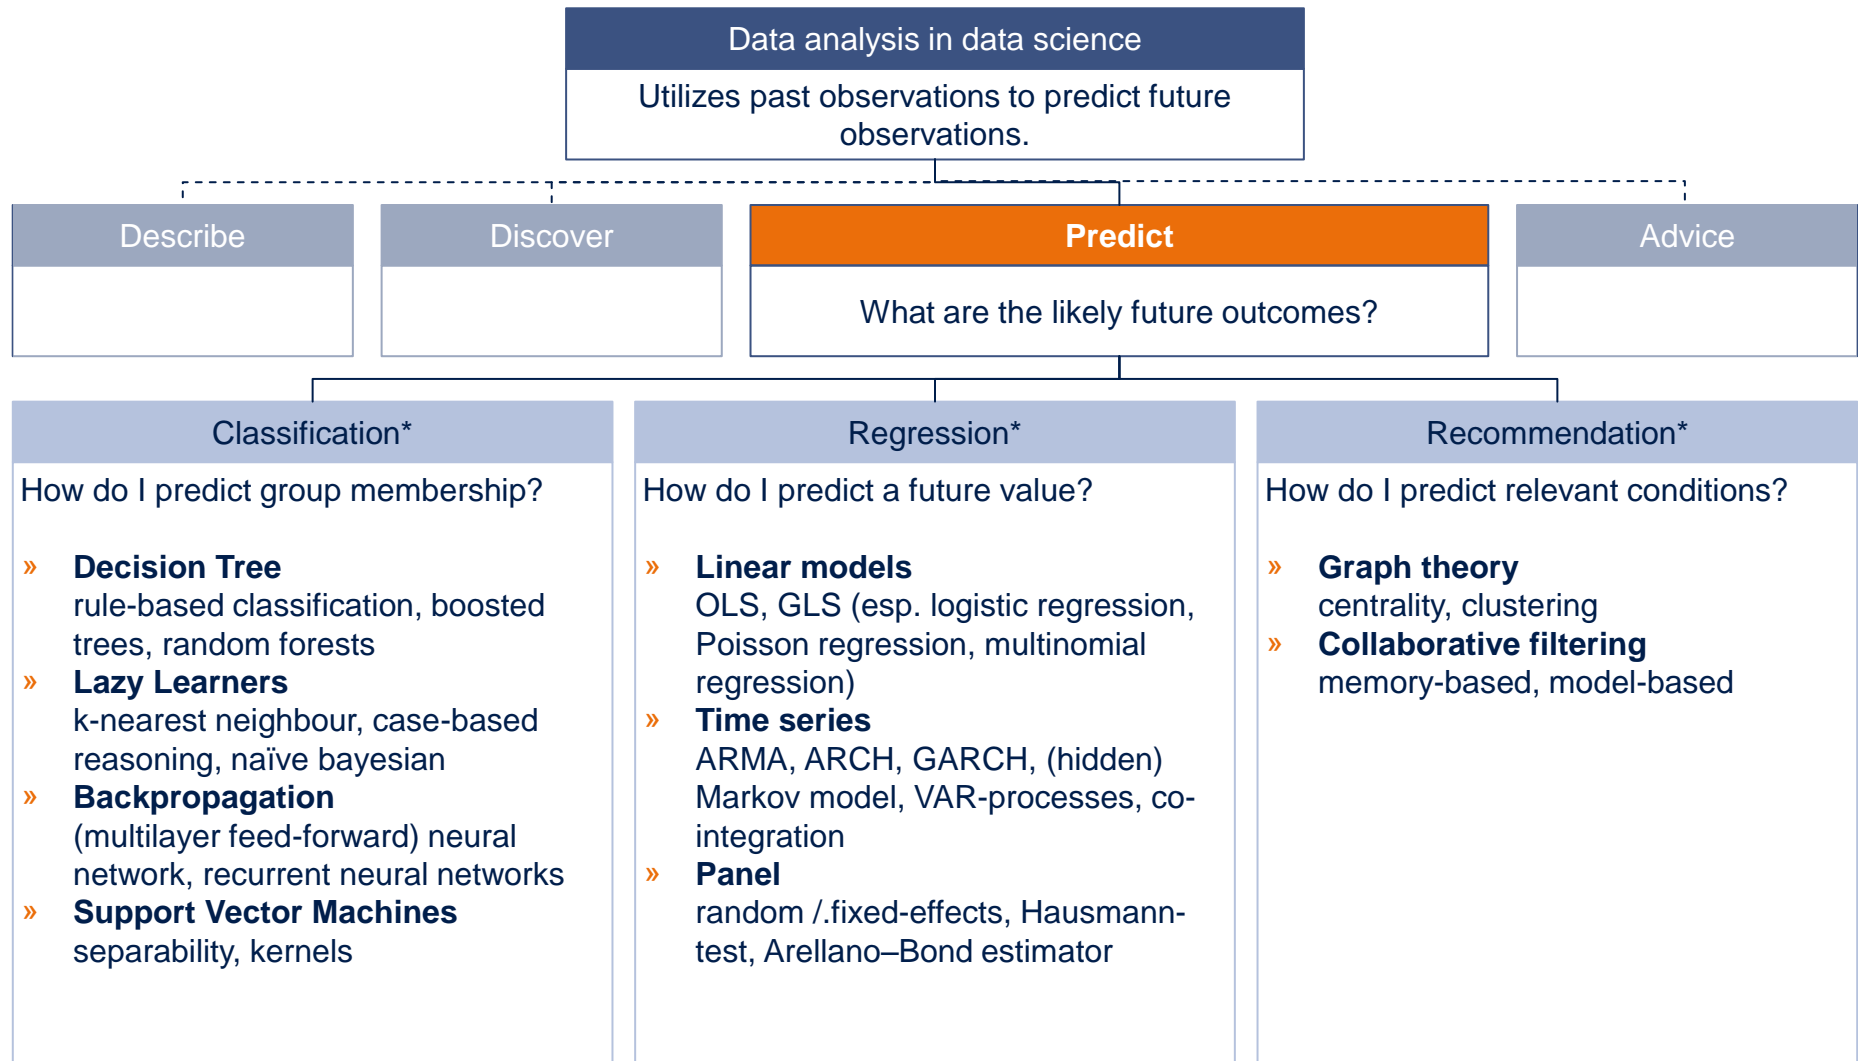 Data analysis in data science
Utilizes past observations to predict future
observations.
Describe
Discover
Predict
Advice
What are the likely future outcomes?
Classification*
How do I predict group membership?
» Decision Tree
rule-based classification, boosted
trees, random forests
» Lazy Learners
k-nearest neighbour, case-based
reasoning, naïve bayesian
» Backpropagation
(multilayer feed-forward) neural
network, recurrent neural networks
» Support Vector Machines
separability, kernels
Regression*
How do I predict a future value?
» Linear models
OLS, GLS (esp. logistic regression,
Poisson regression, multinomial
regression)
» Time series
ARMA, ARCH, GARCH, (hidden)
Markov model, VAR-processes, co-
integration
» Panel
random /.fixed-effects, Hausmann-
test, Arellano–Bond estimator
Recommendation*
How do I predict relevant conditions?
» Graph theory
centrality, clustering
» Collaborative filtering
memory-based, model-based